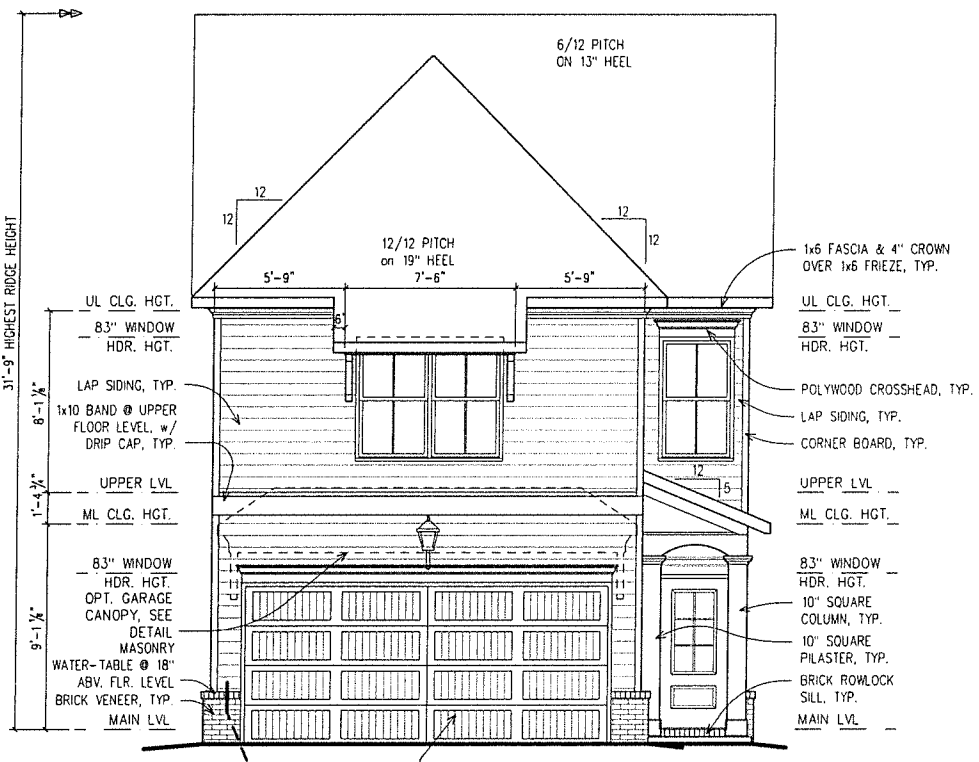 6/12 PITCH
ON 13" HEEL
12
12
12
12
12/12 PITCH
on 19" HEEL
5'-9"
7'-6"
5'-9"
6"
31'-9" HIGHEST RIDGE HEIGHT
8'-1 1/8"
1'-4 3/4"
9'-1 1/8"
UL CLG. HGT.
83" WINDOW
HDR. HGT.
LAP SIDING, TYP.
1x10 BAND @ UPPER
FLOOR LEVEL, w/
DRIP CAP, TYP.
UPPER LVL
ML CLG. HGT.
83" WINDOW
HDR. HGT.
OPT. GARAGE
CANOPY, SEE
DETAIL
MASONRY
WATER-TABLE @ 18"
ABV. FLR. LEVEL
BRICK VENEER, TYP.
MAIN LVL
1x6 FASCIA & 4" CROWN
OVER 1x6 FRIEZE, TYP.
UL CLG. HGT.
83" WINDOW
HDR. HGT.
POLYWOOD CROSSHEAD, TYP.
LAP SIDING, TYP.
CORNER BOARD, TYP.
12
5
UPPER LVL
ML CLG. HGT.
83" WINDOW
HDR. HGT.
10" SQUARE
COLUMN, TYP.
10" SQUARE
PILASTER, TYP.
BRICK ROWLOCK
SILL, TYP.
MAIN LVL